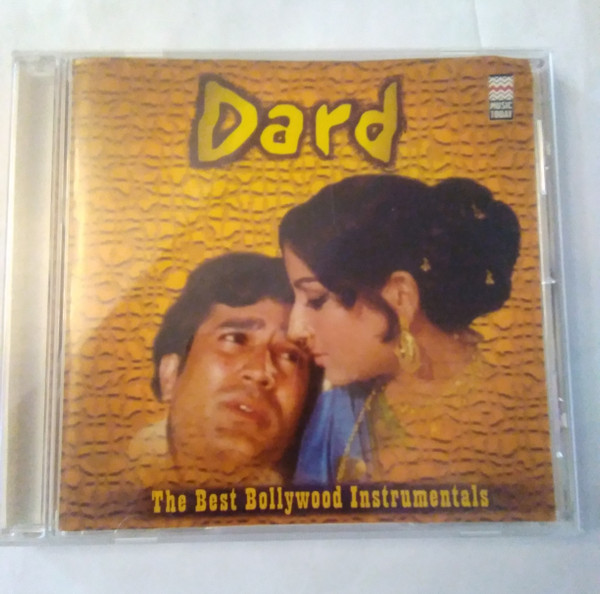 Dard
MUSIC
TODAY
The Best Bollywood Instrumentals